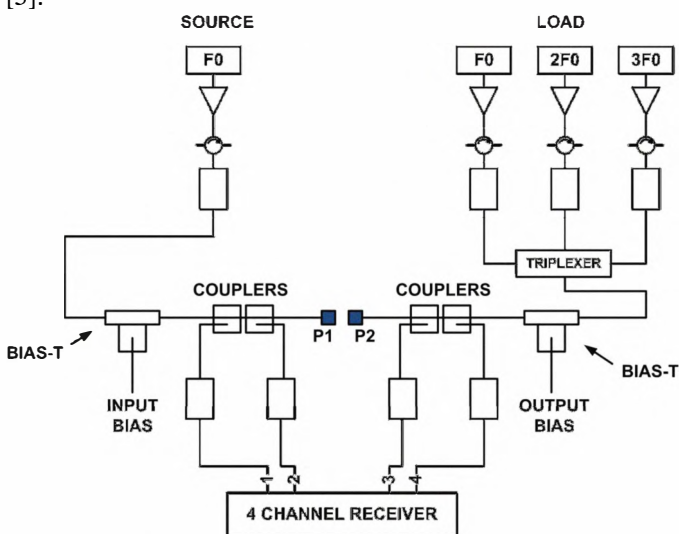 [5].
SOURCE
LOAD
F0
F0
2F0
3F0
TRIPLEXER
COUPLERS
COUPLERS
P1
P2
BIAS-T
BIAS-T
INPUT
BIAS
OUTPUT
BIAS
1
2
3
4
4 CHANNEL RECEIVER